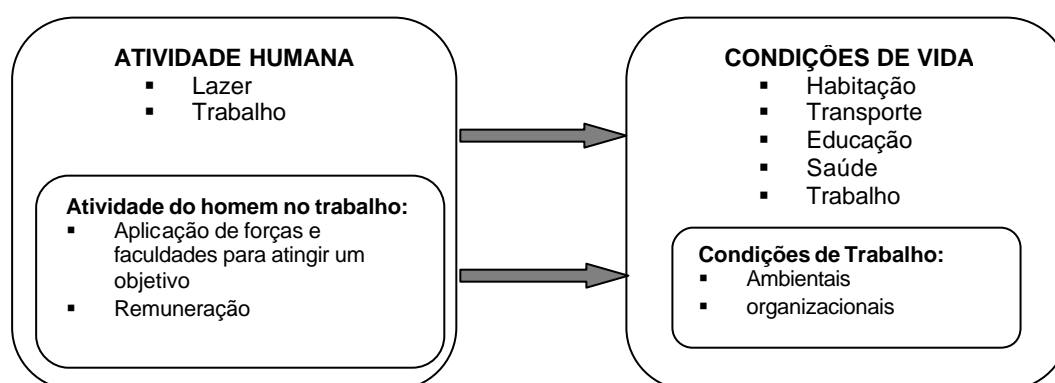 ATIVIDADE HUMANA
▪ Lazer
▪ Trabalho
Atividade do homem no trabalho:
▪ Aplicação de forças e
faculdades para atingir um
objetivo
▪ Remuneração
CONDIÇÕES DE VIDA
▪ Habitação
▪ Transporte
▪ Educação
▪ Saúde
▪ Trabalho
Condições de Trabalho:
▪ Ambientais
▪ organizacionais